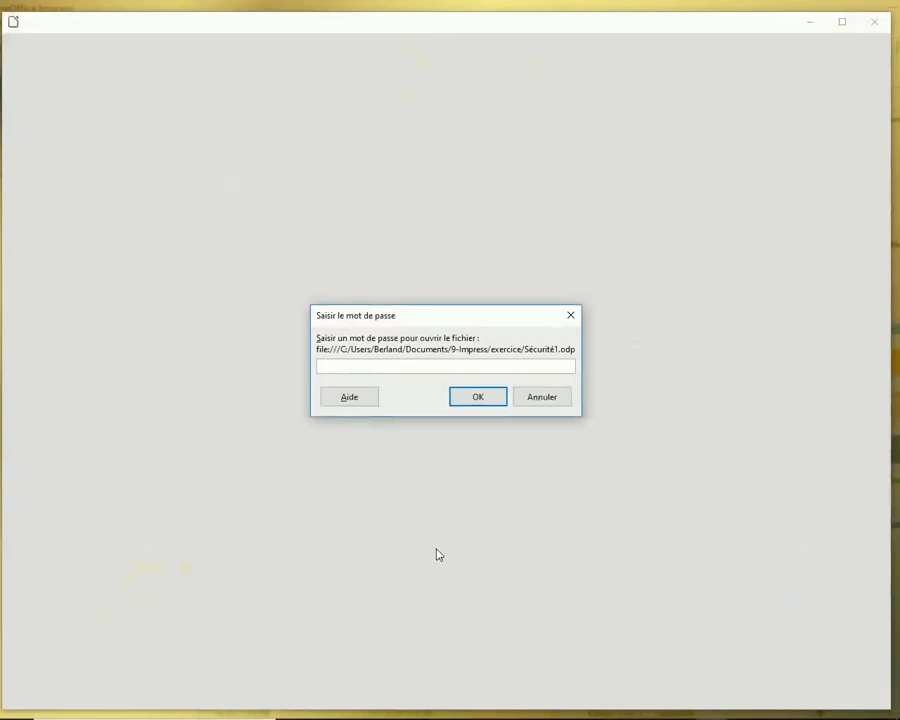 Saisir le mot de passe
Saisir un mot de passe pour ouvrir le fichier :
file:///C:/Users/Berland/Documents/9-Impress/exercice/Sécurité1.odp
Aide
OK
Annuler